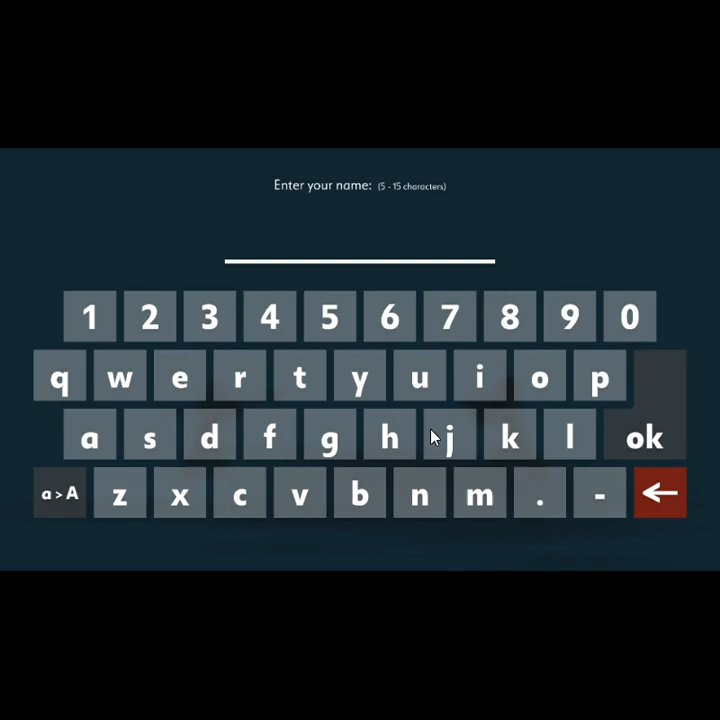 Enter your name: (5 - 15 characters)
1 2 3 4 5 6 7 8 9 0
q w e r t y u i o p
a s d f g h j k l ok
a > A z x c v b n m . - ←